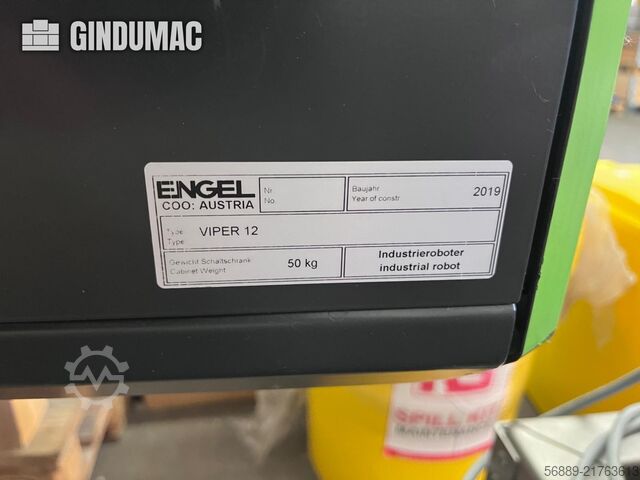 GINDUMAC
ENGEL
COO: AUSTRIA
Nr.
No.
Baujahr
Year of constr.
2019
Type:
Type:
VIPER 12
Gewicht Schaltschrank
Cabinet Weight
50 kg
Industrieroboter
industrial robot
SPILL KIT
56889-21763613